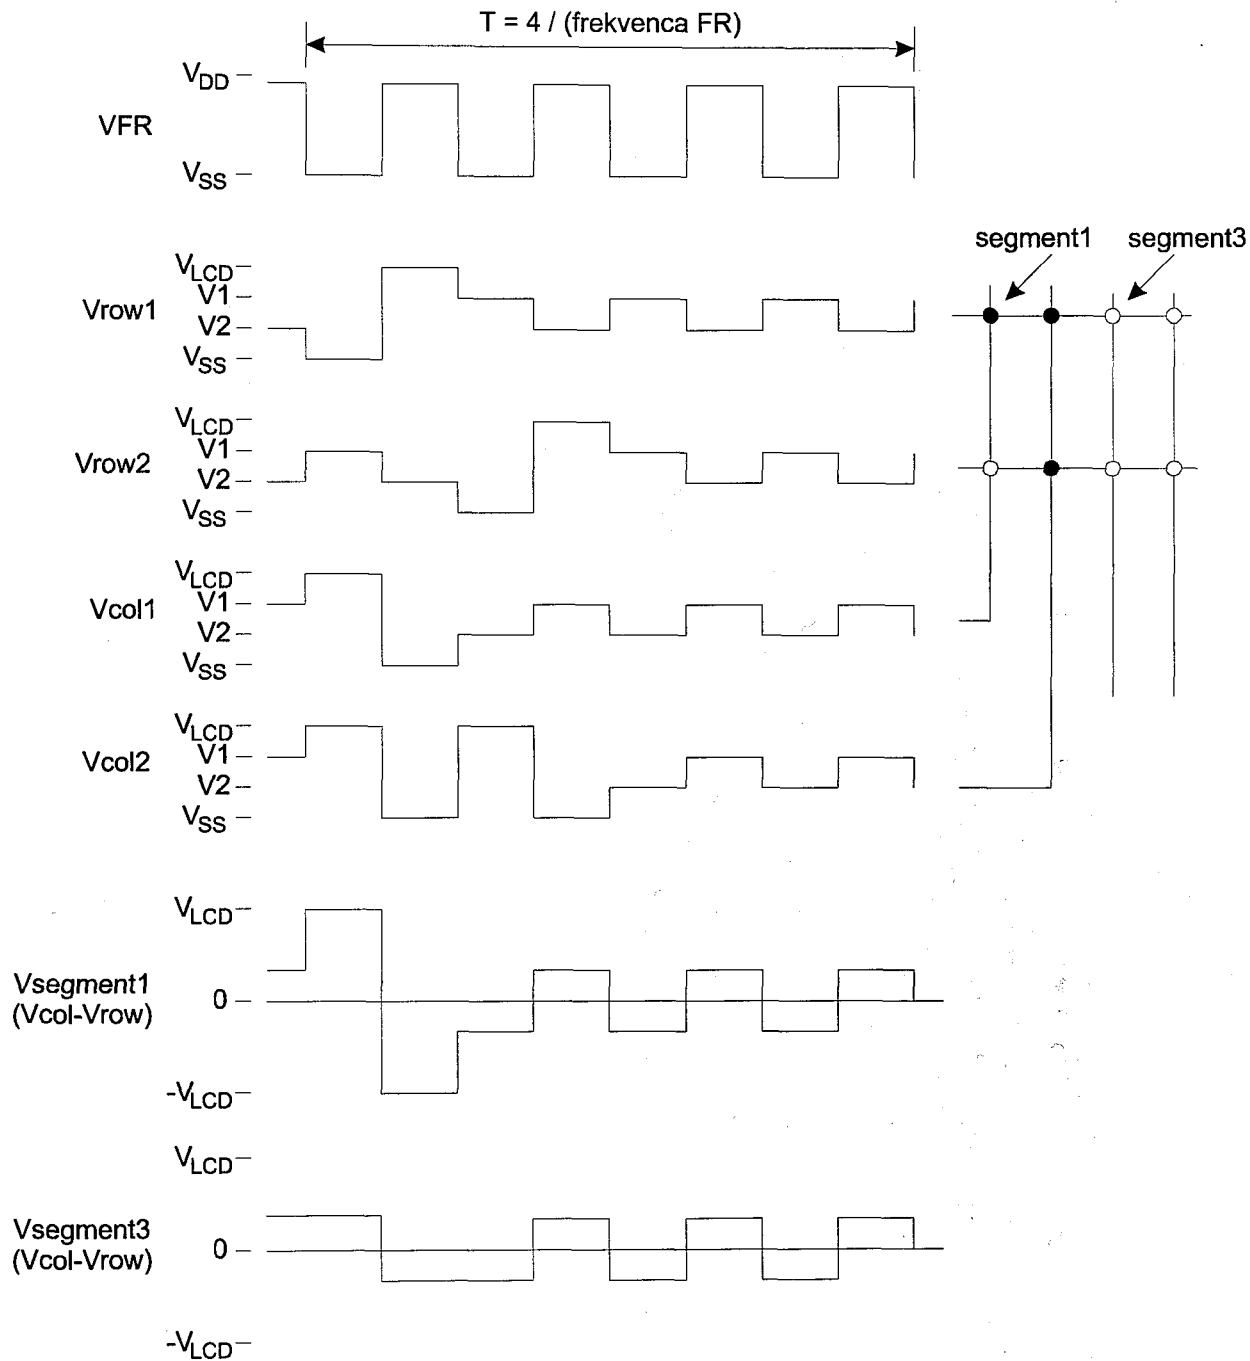 T = 4 / (frekvenca FR)
VDD
VFR
VSS
segment1 segment3
VLCD
V1
Vrow1
V2
VSS
VLCD
V1
Vrow2
V2
VSS
VLCD
V1
Vcol1
V2
VSS
VLCD
V1
Vcol2
V2
VSS
VLCD
Vsegment1
0
(Vcol-Vrow)
-VLCD
VLCD
Vsegment3
0
(Vcol-Vrow)
-VLCD